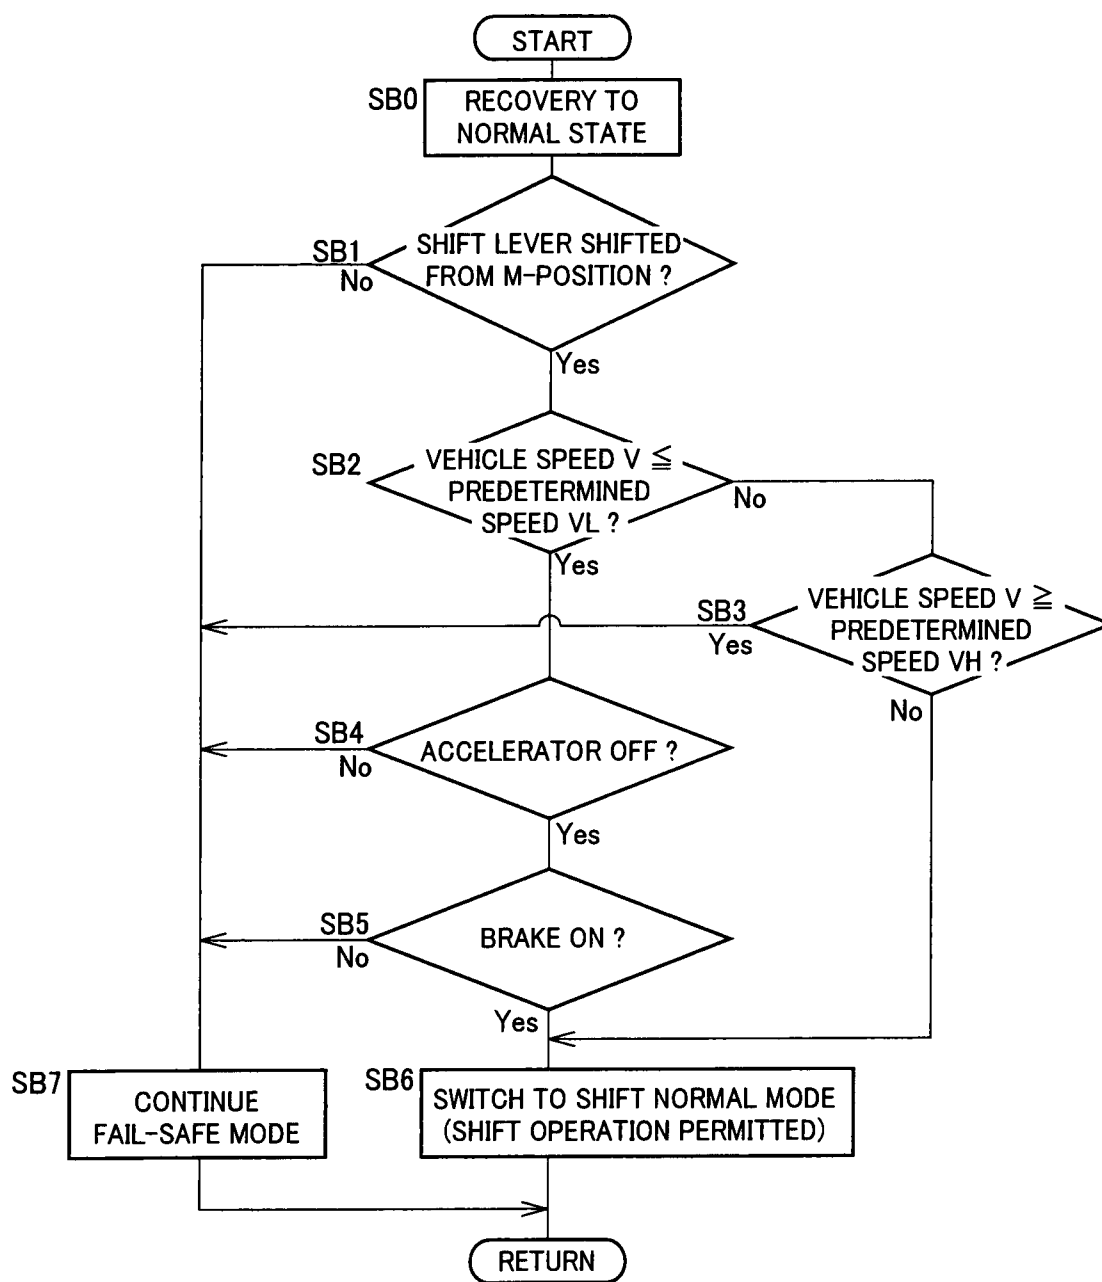 START
SB0
RECOVERY TO
NORMAL STATE
SB1
No
SHIFT LEVER SHIFTED
FROM M-POSITION ?
Yes
SB2
VEHICLE SPEED V ≦
PREDETERMINED
SPEED VL ?
No
Yes
SB3
Yes
VEHICLE SPEED V ≧
PREDETERMINED
SPEED VH ?
No
SB4
No
ACCELERATOR OFF ?
Yes
SB5
No
BRAKE ON ?
Yes
SB7
CONTINUE
FAIL-SAFE MODE
SB6
SWITCH TO SHIFT NORMAL MODE
(SHIFT OPERATION PERMITTED)
RETURN